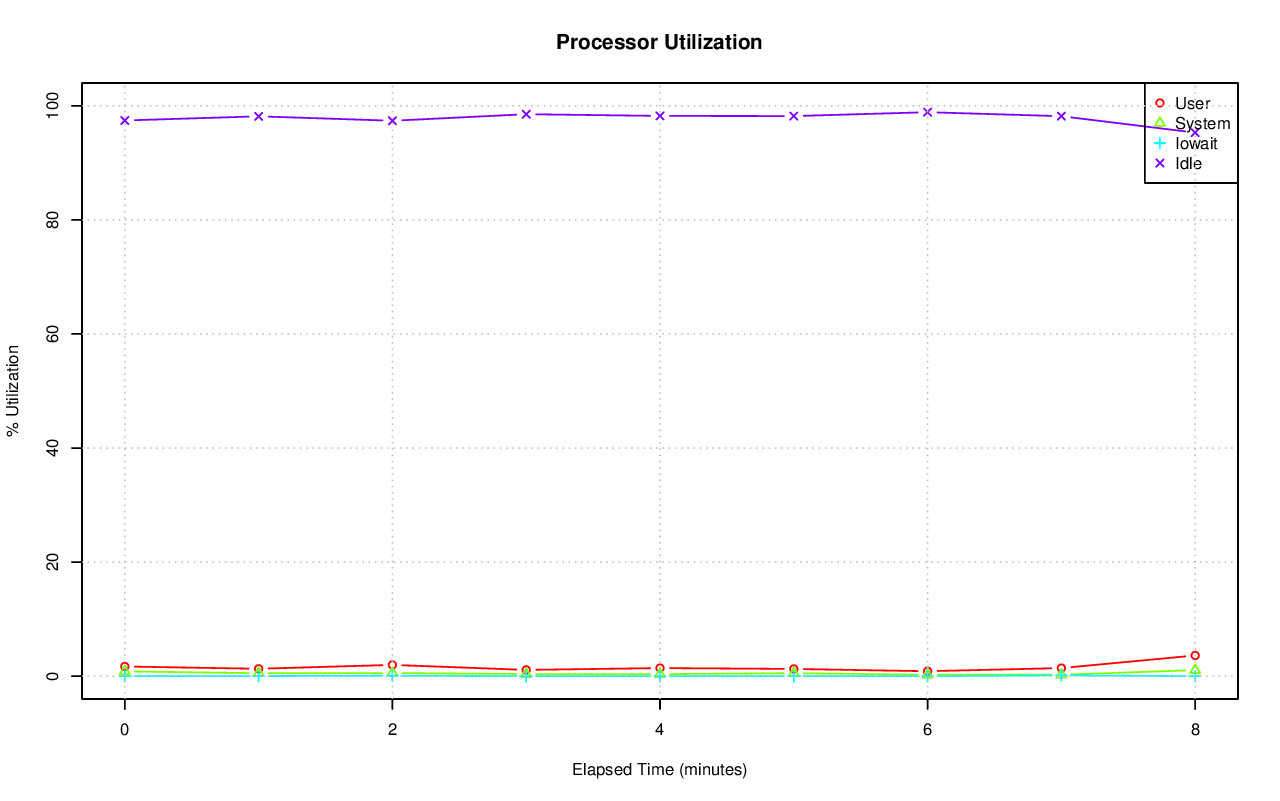 Processor Utilization
100
80
60
40
20
0
% Utilization
User
System
Iowait
Idle
0 2 4 6 8
Elapsed Time (minutes)